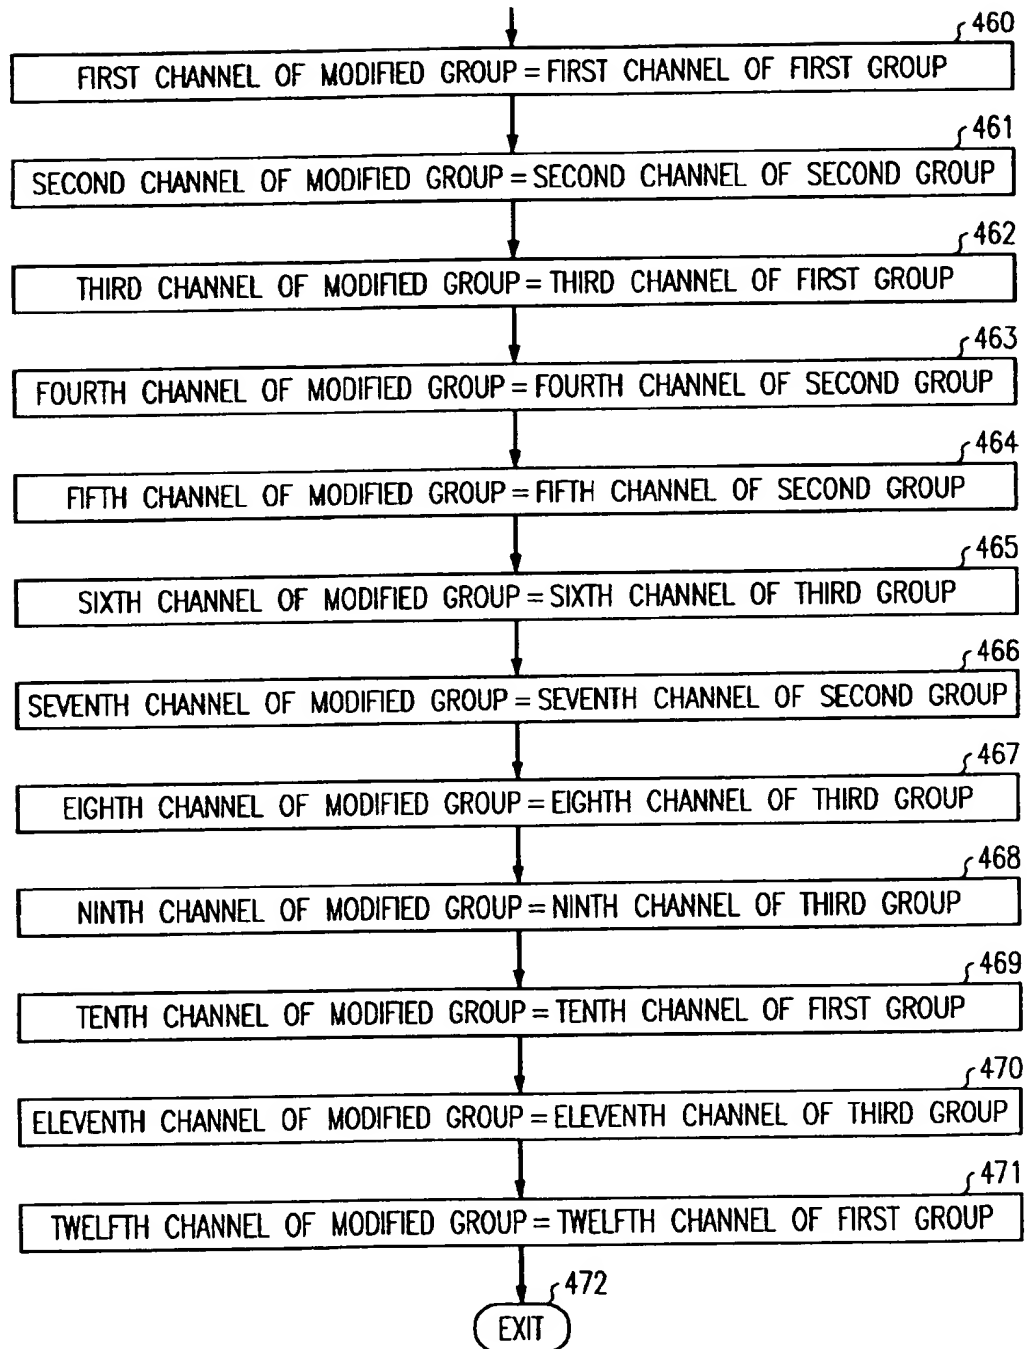 460
FIRST CHANNEL OF MODIFIED GROUP = FIRST CHANNEL OF FIRST GROUP
461
SECOND CHANNEL OF MODIFIED GROUP = SECOND CHANNEL OF SECOND GROUP
462
THIRD CHANNEL OF MODIFIED GROUP = THIRD CHANNEL OF FIRST GROUP
463
FOURTH CHANNEL OF MODIFIED GROUP = FOURTH CHANNEL OF SECOND GROUP
464
FIFTH CHANNEL OF MODIFIED GROUP = FIFTH CHANNEL OF SECOND GROUP
465
SIXTH CHANNEL OF MODIFIED GROUP = SIXTH CHANNEL OF THIRD GROUP
466
SEVENTH CHANNEL OF MODIFIED GROUP = SEVENTH CHANNEL OF SECOND GROUP
467
EIGHTH CHANNEL OF MODIFIED GROUP = EIGHTH CHANNEL OF THIRD GROUP
468
NINTH CHANNEL OF MODIFIED GROUP = NINTH CHANNEL OF THIRD GROUP
469
TENTH CHANNEL OF MODIFIED GROUP = TENTH CHANNEL OF FIRST GROUP
470
ELEVENTH CHANNEL OF MODIFIED GROUP = ELEVENTH CHANNEL OF THIRD GROUP
471
TWELFTH CHANNEL OF MODIFIED GROUP = TWELFTH CHANNEL OF FIRST GROUP
472
EXIT